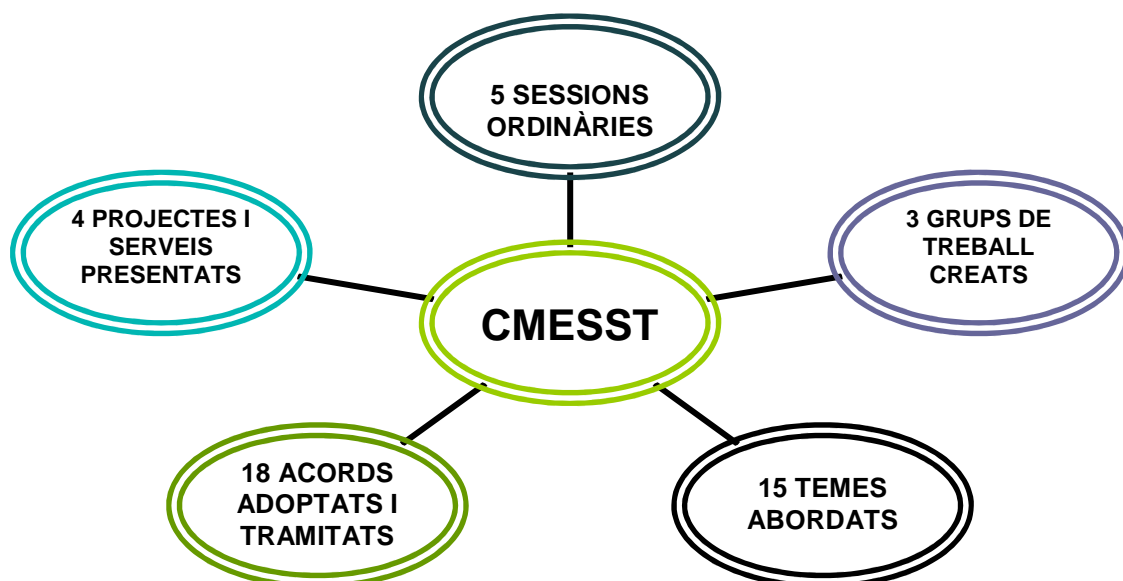 5 SESSIONS
ORDINÀRIES
4 PROJECTES I
SERVEIS
PRESENTATS
3 GRUPS DE
TREBALL
CREATS
CMESST
18 ACORDS
ADOPTATS I
TRAMITATS
15 TEMES
ABORDATS